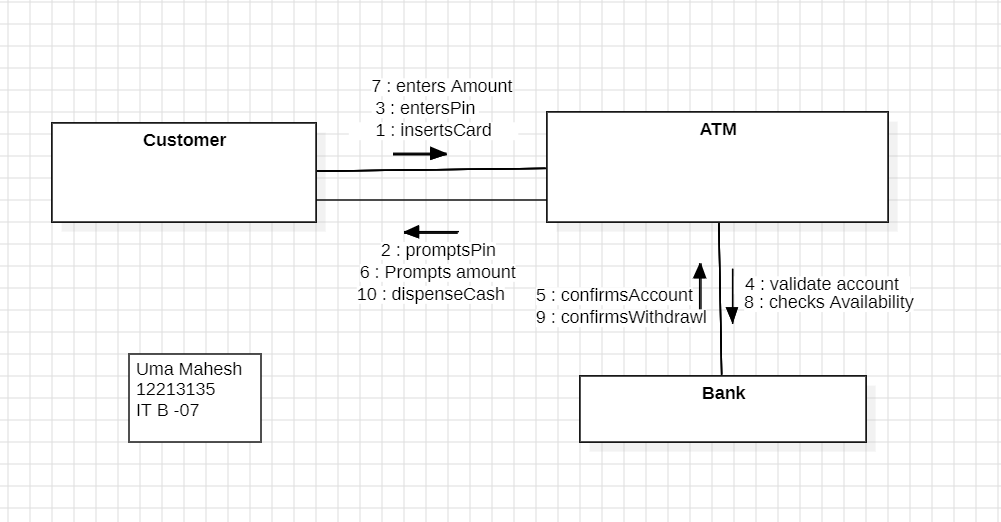 7 : enters Amount
3 : entersPin
1 : insertsCard
Customer
ATM
2 : promptsPin
6 : Prompts amount
10 : dispenseCash
5 : confirmsAccount
9 : confirmsWithdrawl
4 : validate account
8 : checks Availability
Uma Mahesh
12213135
IT B -07
Bank